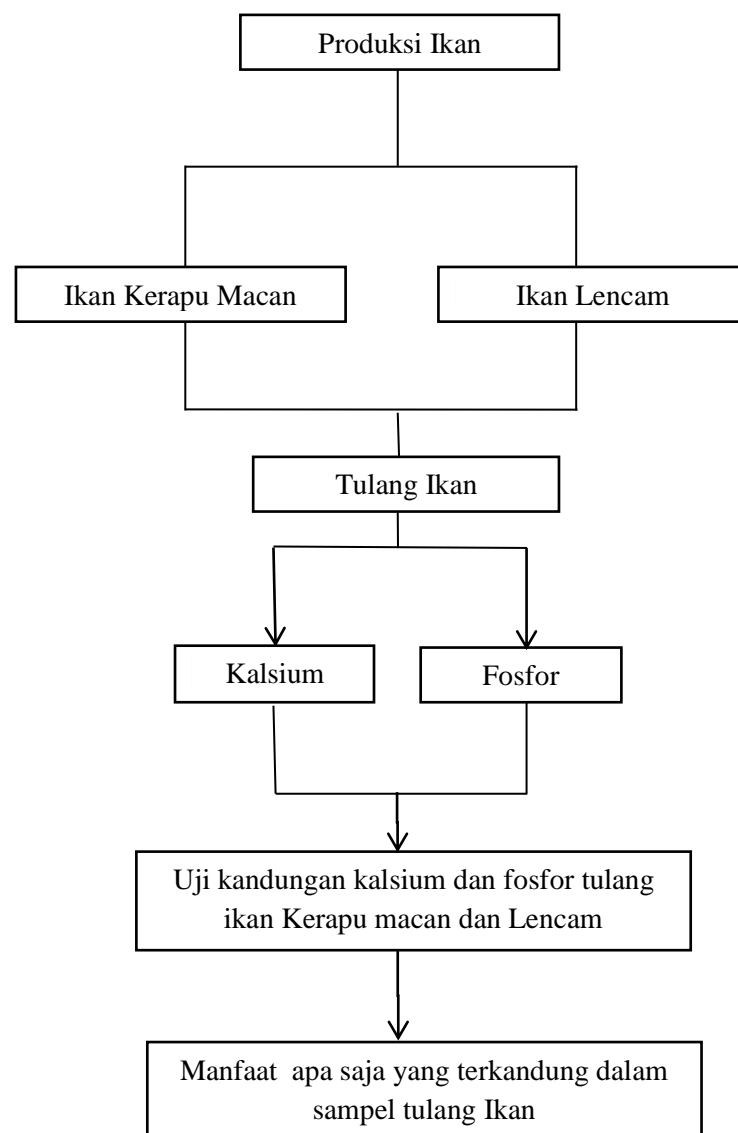 Produksi Ikan
Ikan Kerapu Macan
Ikan Lencam
Tulang Ikan
Kalsium
Fosfor
Uji kandungan kalsium dan fosfor tulang
ikan Kerapu macan dan Lencam
Manfaat  apa saja yang terkandung dalam
sampel tulang Ikan